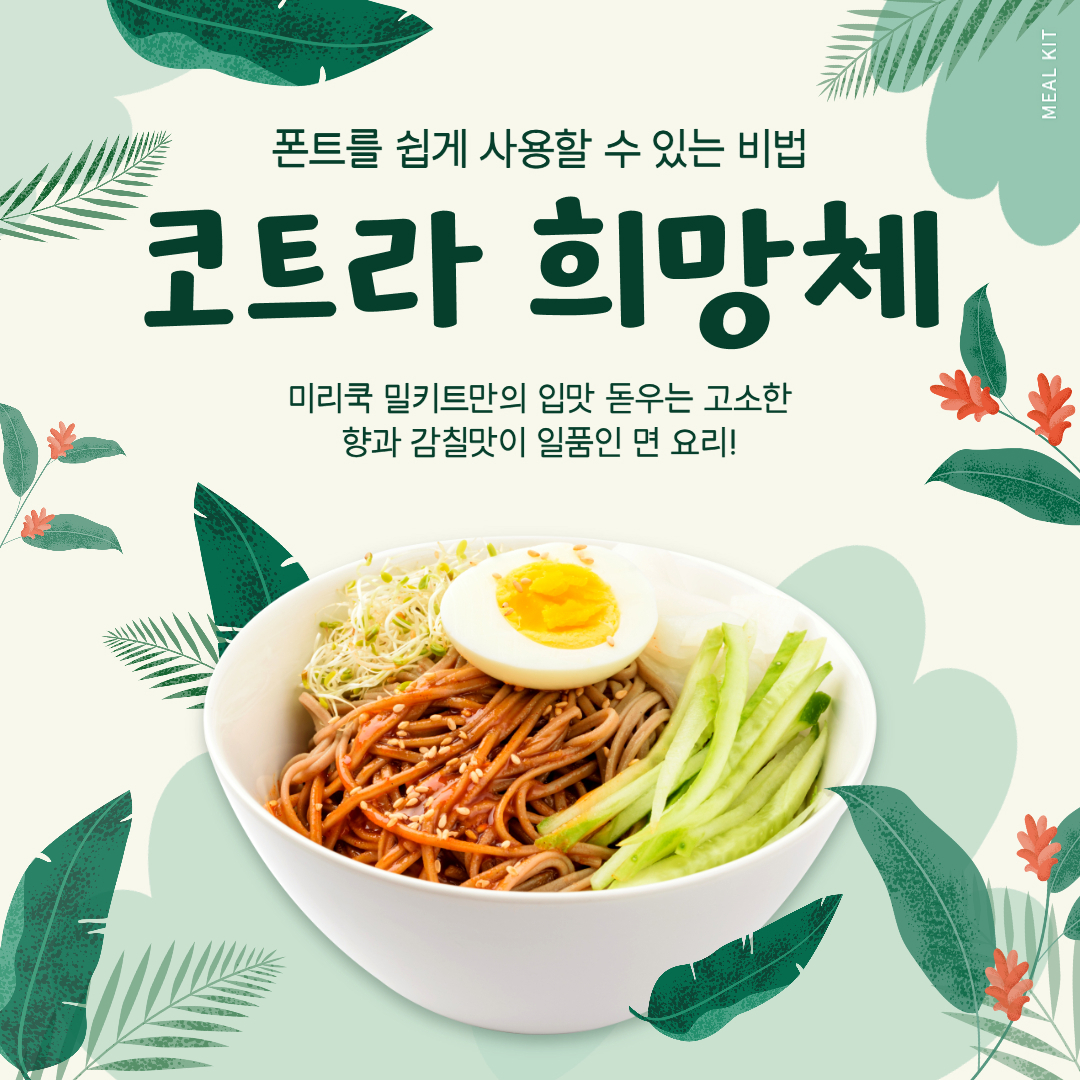 MEAL KIT
폰트를 쉽게 사용할 수 있는 비법
코트라 희망체
미리쿡 밀키트만의 입맛 돋우는 고소한
향과 감칠맛이 일품인 면 요리!